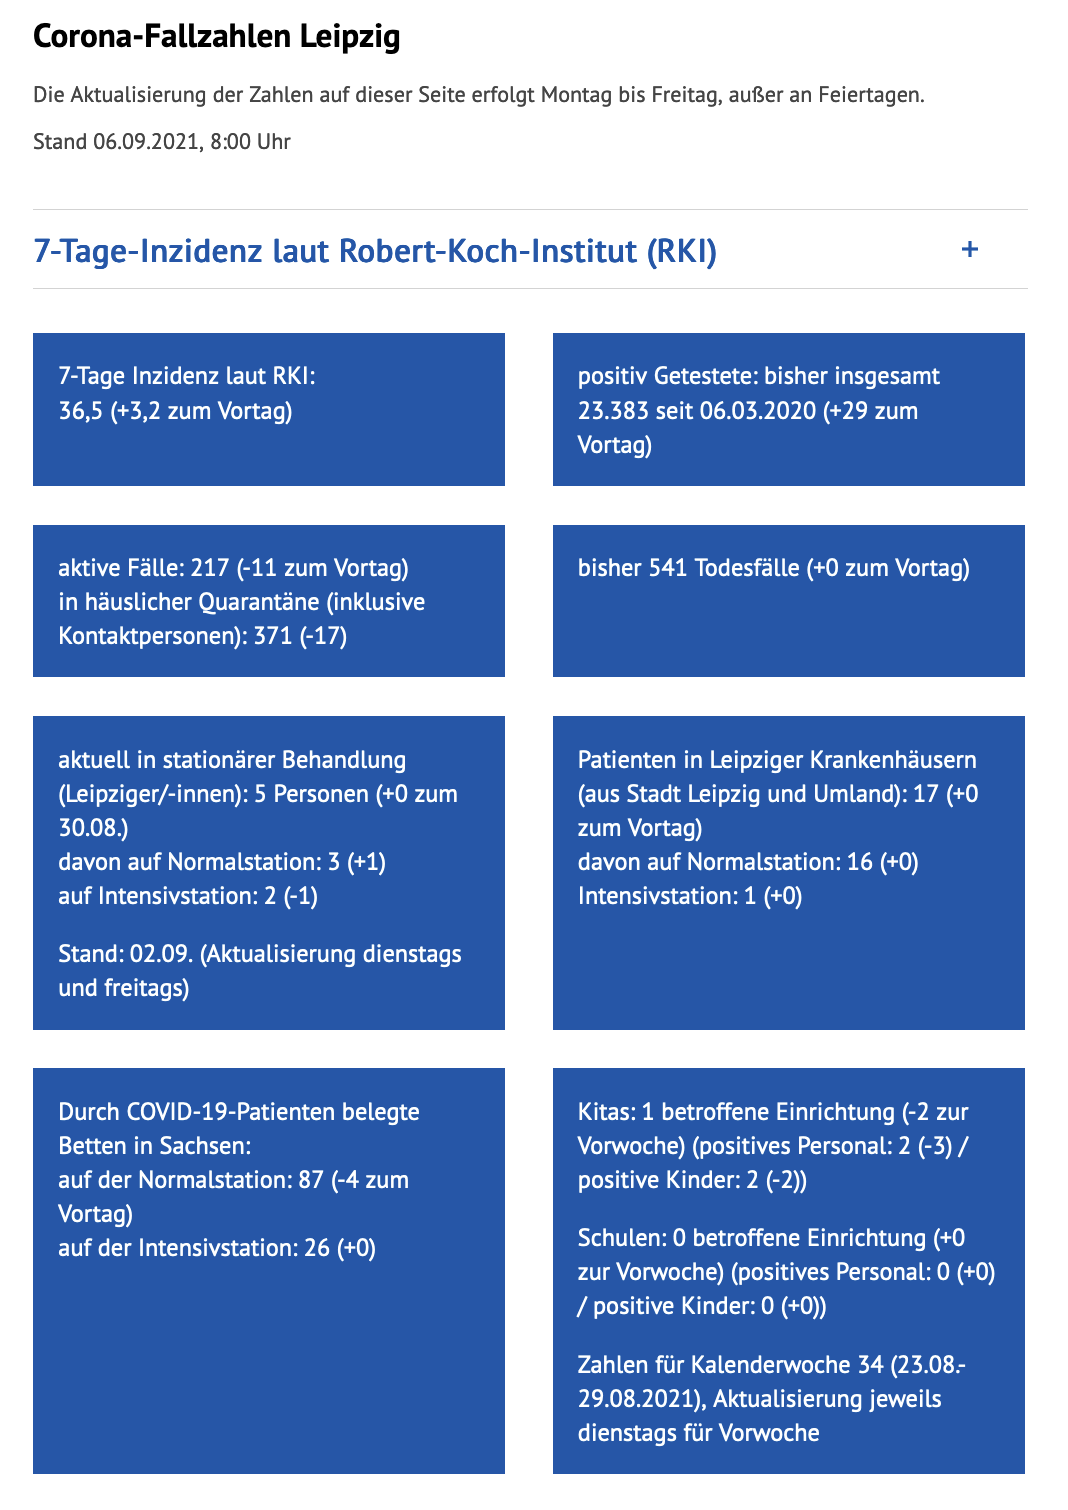 Corona-Fallzahlen Leipzig
Die Aktualisierung der Zahlen auf dieser Seite erfolgt Montag bis Freitag, außer an Feiertagen.
Stand 06.09.2021, 8:00 Uhr
7-Tage-Inzidenz laut Robert-Koch-Institut (RKI) +
7-Tage Inzidenz laut RKI:
36,5 (+3,2 zum Vortag)
positiv Getestete: bisher insgesamt
23.383 seit 06.03.2020 (+29 zum
Vortag)
aktive Fälle: 217 (-11 zum Vortag)
in häuslicher Quarantäne (inklusive
Kontaktpersonen): 371 (-17)
bisher 541 Todesfälle (+0 zum Vortag)
aktuell in stationärer Behandlung
(Leipziger/-innen): 5 Personen (+0 zum
30.08.)
davon auf Normalstation: 3 (+1)
auf Intensivstation: 2 (-1)
Stand: 02.09. (Aktualisierung dienstags
und freitags)
Patienten in Leipziger Krankenhäusern
(aus Stadt Leipzig und Umland): 17 (+0
zum Vortag)
davon auf Normalstation: 16 (+0)
Intensivstation: 1 (+0)
Durch COVID-19-Patienten belegte
Betten in Sachsen:
auf der Normalstation: 87 (-4 zum
Vortag)
auf der Intensivstation: 26 (+0)
Kitas: 1 betroffene Einrichtung (-2 zur
Vorwoche) (positives Personal: 2 (-3) /
positive Kinder: 2 (-2))
Schulen: 0 betroffene Einrichtung (+0
zur Vorwoche) (positives Personal: 0 (+0)
/ positive Kinder: 0 (+0))
Zahlen für Kalenderwoche 34 (23.08.-
29.08.2021), Aktualisierung jeweils
dienstags für Vorwoche